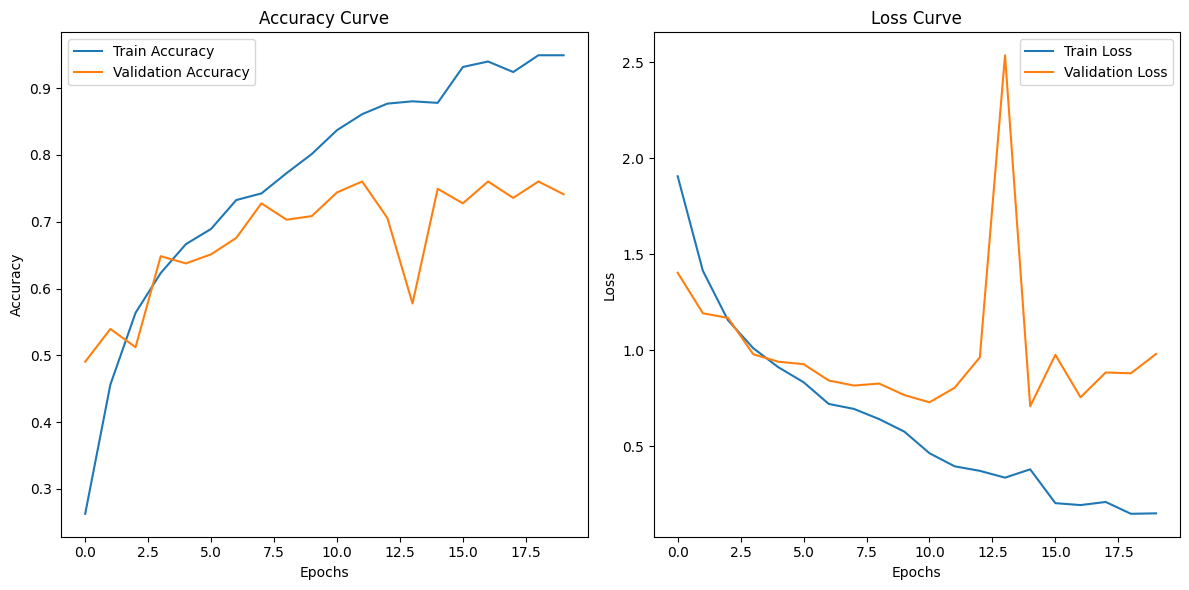 Accuracy Curve
Train Accuracy
Validation Accuracy
Accuracy
0.9
0.8
0.7
0.6
0.5
0.4
0.3
0.0 2.5 5.0 7.5 10.0 12.5 15.0 17.5
Epochs
Loss Curve
Train Loss
Validation Loss
Loss
2.5
2.0
1.5
1.0
0.5
0.0 2.5 5.0 7.5 10.0 12.5 15.0 17.5
Epochs